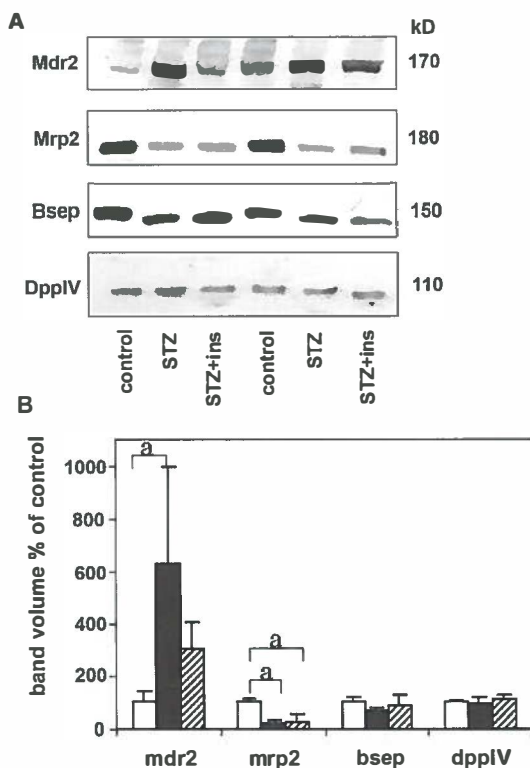 A
kD
Mdr2
170
Mrp2
180
Bsep
150
DppIV
110
control
STZ
STZ+ins
control
STZ
STZ+ins
B
band volume % of control
1000
800
600
400
200
0
a
a
a
mdr2
mrp2
bsep
dppIV